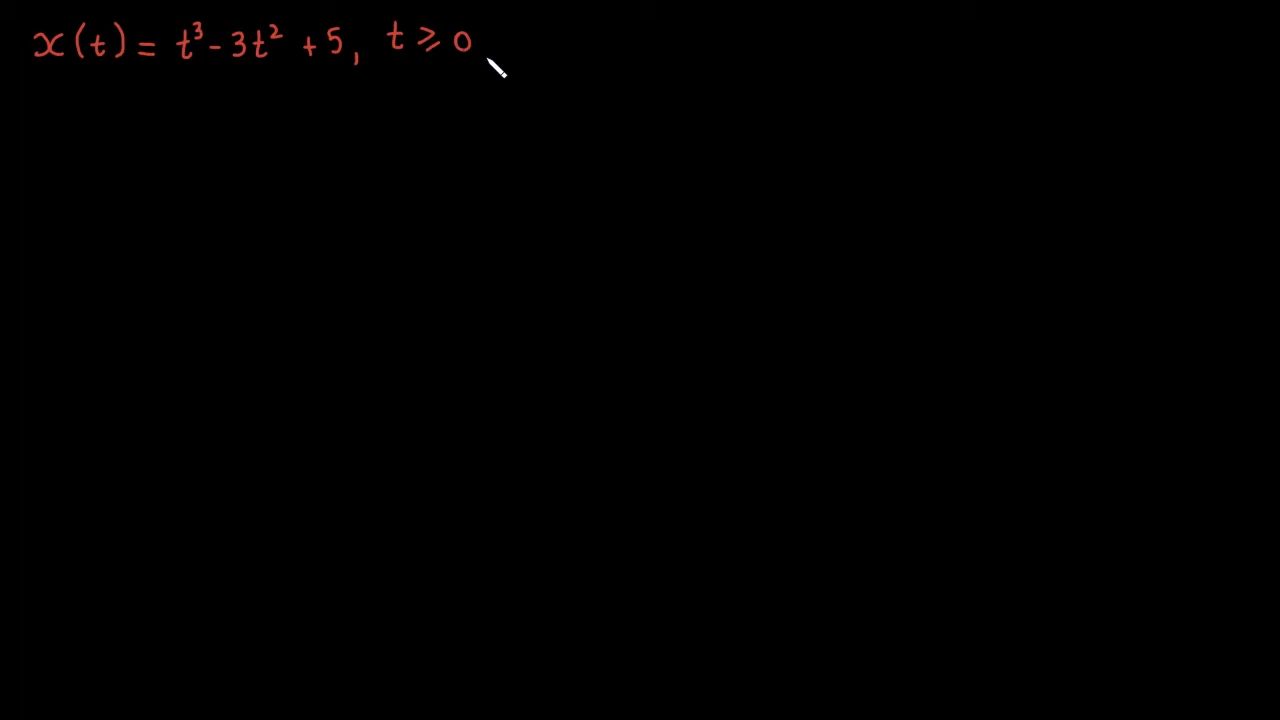 x(t) = t³ - 3t² + 5, t ⩾ 0